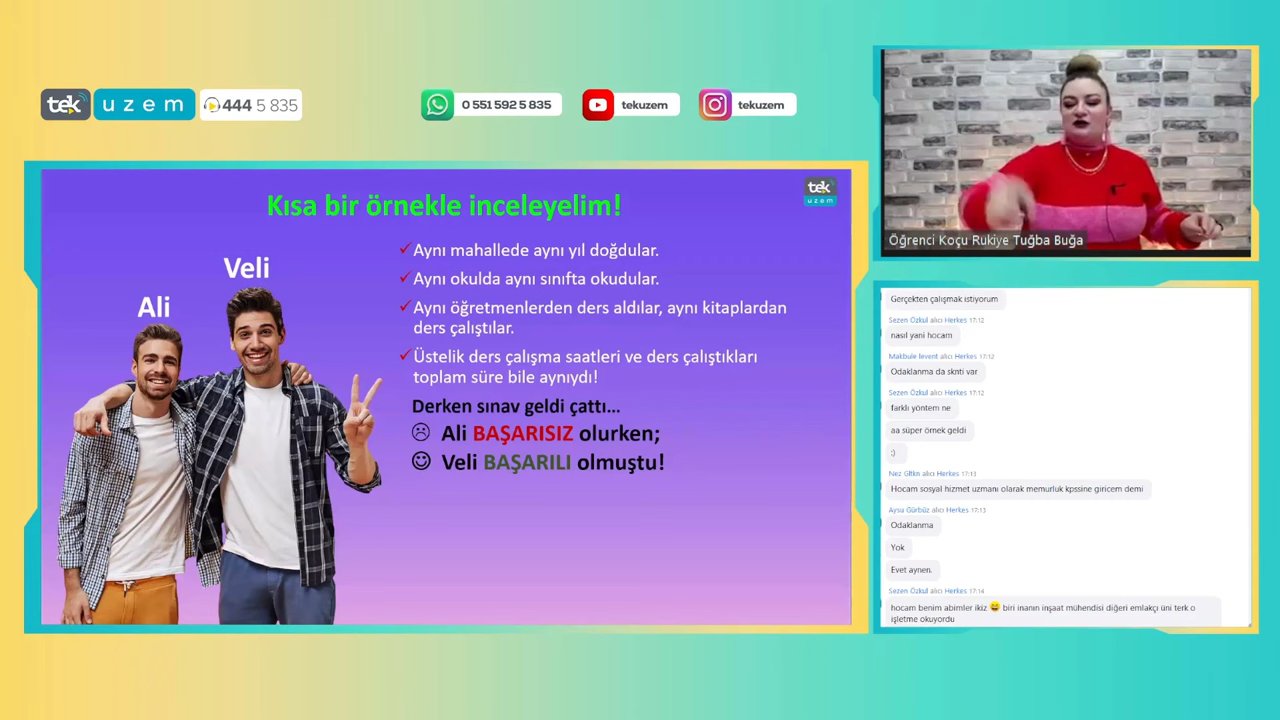 tek uzem 444 5 835
0 551 592 5 835
tekuzem
tekuzem
Kısa bir örnekle inceleyelim!
tek
uzem
Veli
Ali
Aynı mahallede aynı yıl doğdular.
Aynı okulda aynı sınıfta okudular.
Aynı öğretmenlerden ders aldılar, aynı kitaplardan
ders çalıştılar.
Üstelik ders çalışma saatleri ve ders çalıştıkları
toplam süre bile aynıydı!
Derken sınav geldi çattı...
Ali BAŞARISIZ olurken;
Veli BAŞARILI olmuştu!
Öğrenci Koçu Rukiye Tuğba Buğa
Gerçekten çalışmak istiyorum
Sezen Özkul alıcı Herkes 17:12
nasıl yani hocam
Makbule levent alıcı Herkes 17:12
Odaklanma da sknti var
Sezen Özkul alıcı Herkes 17:12
farklı yöntem ne
aa süper örnek geldi
:)
Nez Gltkn alıcı Herkes 17:13
Hocam sosyal hizmet uzmanı olarak memurluk kpssine giricem demi
Aysu Gürbüz alıcı Herkes 17:13
Odaklanma
Yok
Evet aynen.
Sezen Özkul alıcı Herkes 17:14
hocam benim abimler ikiz 😄 biri inanın inşaat mühendisi diğeri emlakçı üni terk o
işletme okuyordu